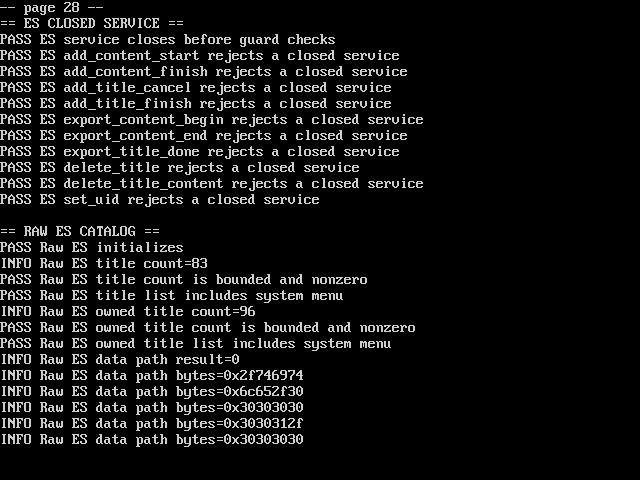 -- page 28 --
== ES CLOSED SERVICE ==
PASS ES service closes before guard checks
PASS ES add_content_start rejects a closed service
PASS ES add_content_finish rejects a closed service
PASS ES add_title_cancel rejects a closed service
PASS ES add_title_finish rejects a closed service
PASS ES export_content_begin rejects a closed service
PASS ES export_content_end rejects a closed service
PASS ES export_title_done rejects a closed service
PASS ES delete_title rejects a closed service
PASS ES delete_title_content rejects a closed service
PASS ES set_uid rejects a closed service

== RAW ES CATALOG ==
PASS Raw ES initializes
INFO Raw ES title count=83
PASS Raw ES title count is bounded and nonzero
PASS Raw ES title list includes system menu
INFO Raw ES owned title count=96
PASS Raw ES owned title count is bounded and nonzero
PASS Raw ES owned title list includes system menu
INFO Raw ES data path result=0
INFO Raw ES data path bytes=0x2f746974
INFO Raw ES data path bytes=0x6c652f30
INFO Raw ES data path bytes=0x30303030
INFO Raw ES data path bytes=0x3030312f
INFO Raw ES data path bytes=0x30303030